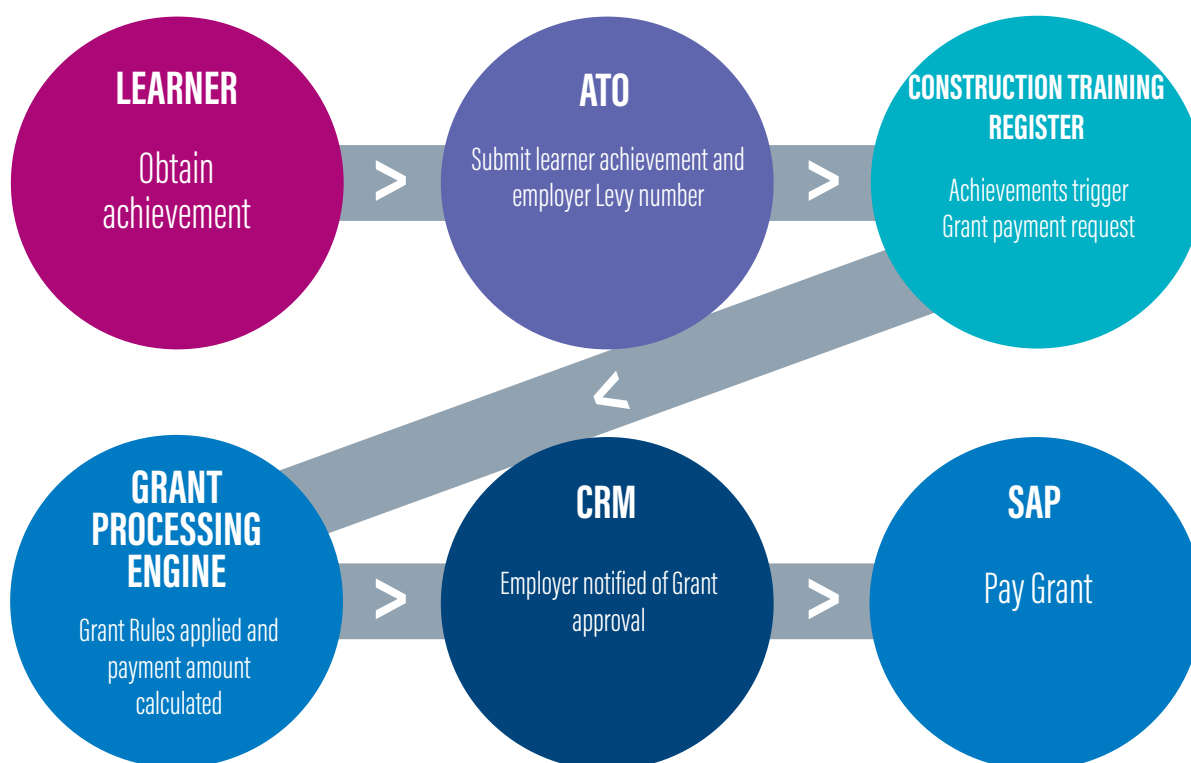 LEARNER
Obtain
achievement
>
ATO
Submit learner achievement and
employer Levy number
>
CONSTRUCTION TRAINING
REGISTER
Achievements trigger
Grant payment request
<
GRANT
PROCESSING
ENGINE
Grant Rules applied and
payment amount
calculated
>
CRM
Employer notified of Grant
approval
>
SAP
Pay Grant